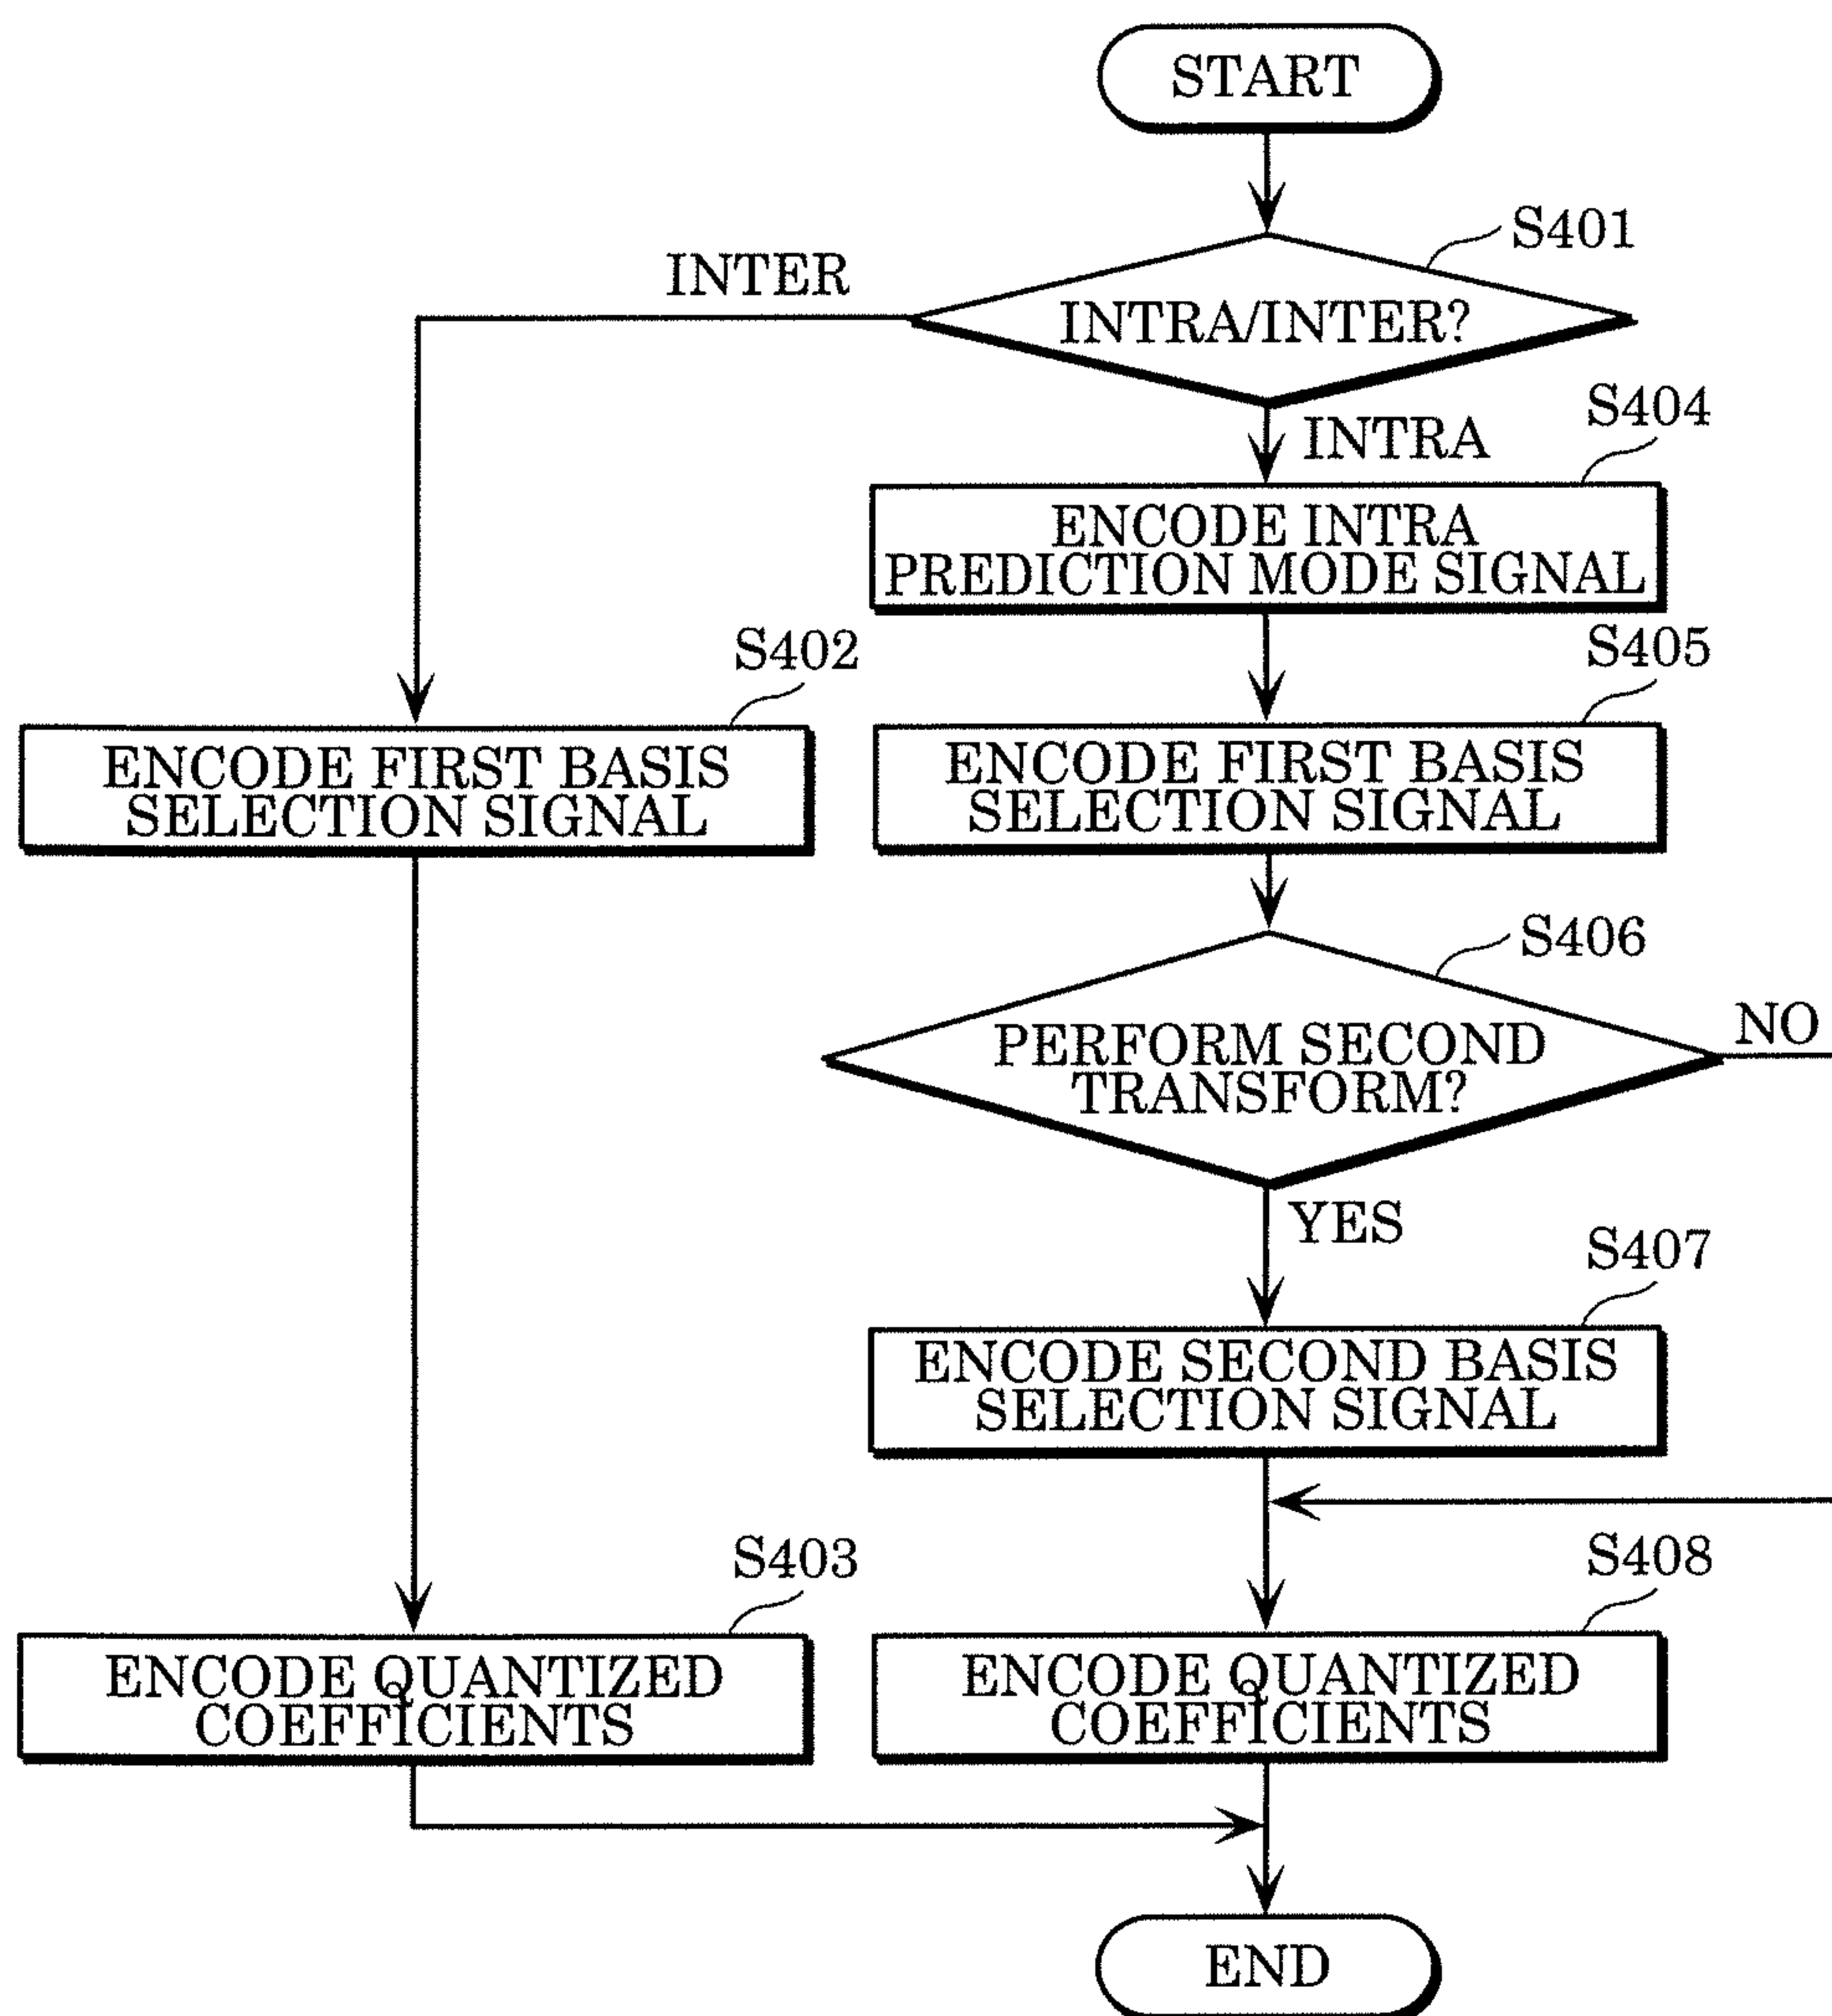 START
S401
INTER
INTRA/INTER?
S404
INTRA
ENCODE INTRA
PREDICTION MODE SIGNAL
S402
S405
ENCODE FIRST BASIS
SELECTION SIGNAL
ENCODE FIRST BASIS
SELECTION SIGNAL
S406
NO
PERFORM SECOND
TRANSFORM?
YES
S407
ENCODE SECOND BASIS
SELECTION SIGNAL
S403
S408
ENCODE QUANTIZED
COEFFICIENTS
ENCODE QUANTIZED
COEFFICIENTS
END